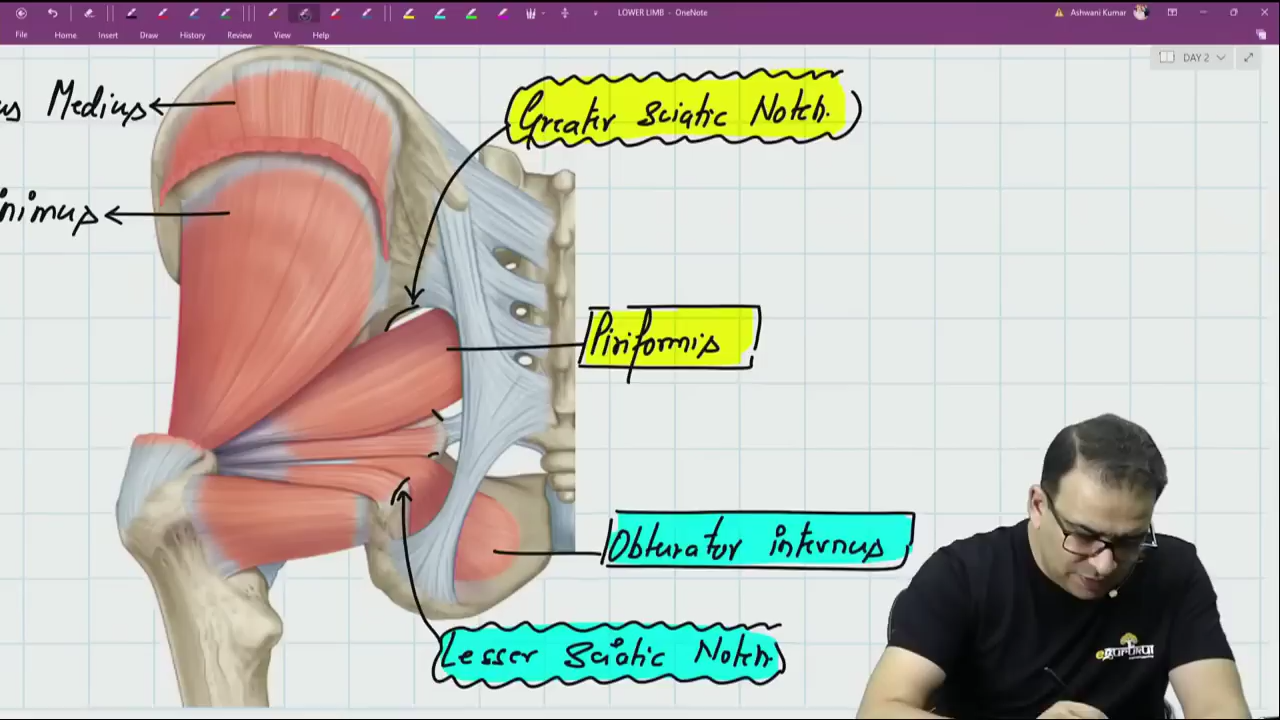 LOWER LIMB - OneNote
Ashwani Kumar
File Home Insert Draw History Review View Help
DAY 2
Medius
Greater Sciatic Notch.
Piriformis
Obturator internus
Lesser Sciatic Notch.
eGurukul